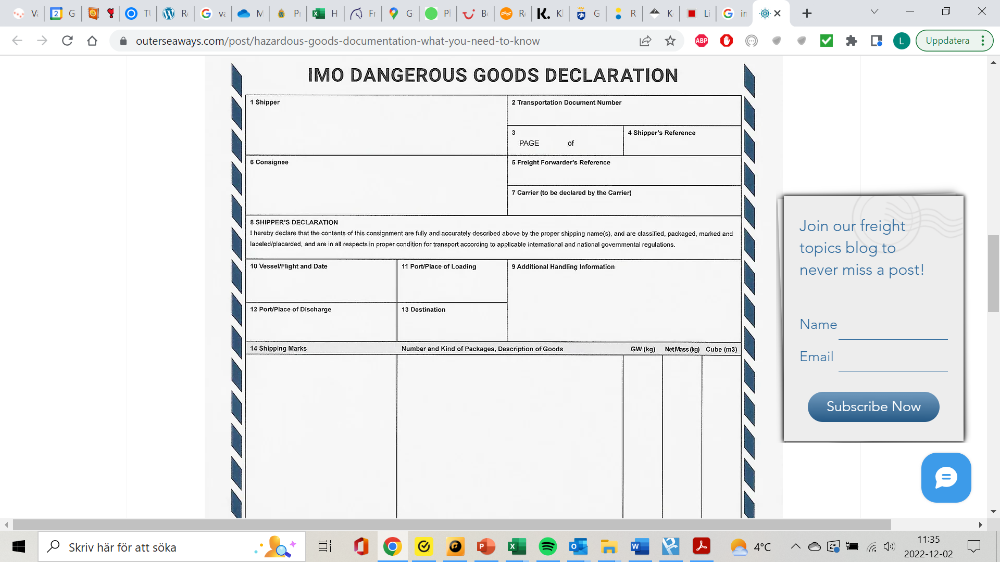 Vä
G
TU
Re
va
M
Pr
H
Fr
G
Pl
Be
Re
K.
Kl
G
R
K
Li
in
outerseaways.com/post/hazardous-goods-documentation-what-you-need-to-know
ABP
L
Uppdatera
IMO DANGEROUS GOODS DECLARATION
1 Shipper
2 Transportation Document Number
3
PAGE of
4 Shipper's Reference
6 Consignee
5 Freight Forwarder's Reference
7 Carrier (to be declared by the Carrier)
8 SHIPPER'S DECLARATION
I hereby declare that the contents of this consignment are fully and accurately described above by the proper shipping name(s), and are classified, packaged, marked and
labeled/placarded, and are in all respects in proper condition for transport according to applicable international and national governmental regulations.
10 Vessel/Flight and Date
11 Port/Place of Loading
9 Additional Handling Information
12 Port/Place of Discharge
13 Destination
14 Shipping Marks
Number and Kind of Packages, Description of Goods
GW (kg)
Net Mass (kg)
Cube (m3)
Join our freight
topics blog to
never miss a post!
Name
Email
Subscribe Now
Skriv här för att söka
4°C
11:35
2022-12-02